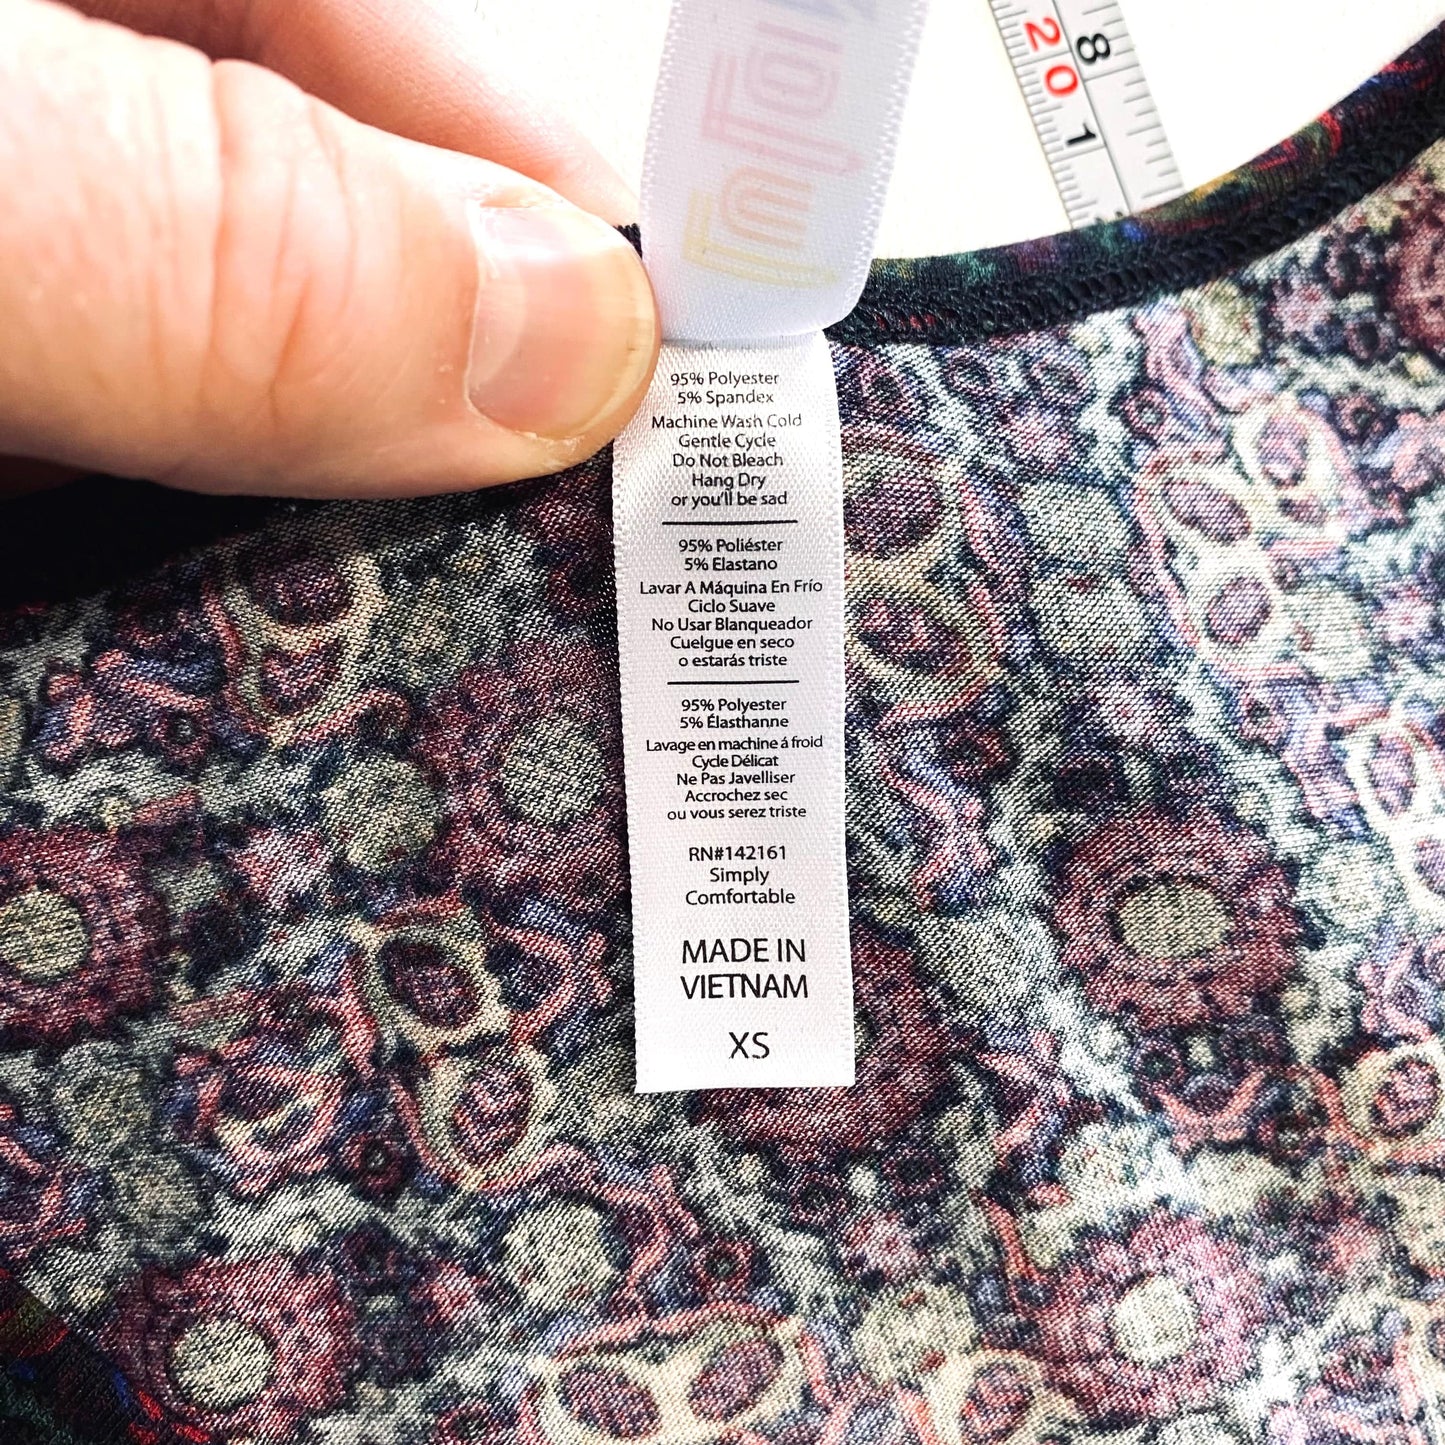 20
8
1
95% Polyester
5% Spandex
Machine Wash Cold
Gentle Cycle
Do Not Bleach
Hang Dry
or you'll be sad
95% Poliéster
5% Elastano
Lavar A Máquina En Frío
Ciclo Suave
No Usar Blanqueador
Cuelgue en seco
o estarás triste
95% Polyester
5% Élasthanne
Lavage en machine á froid
Cycle Délicat
Ne Pas Javelliser
Accrochez sec
ou vous serez triste
RN#142161
Simply
Comfortable
MADE IN
VIETNAM
XS